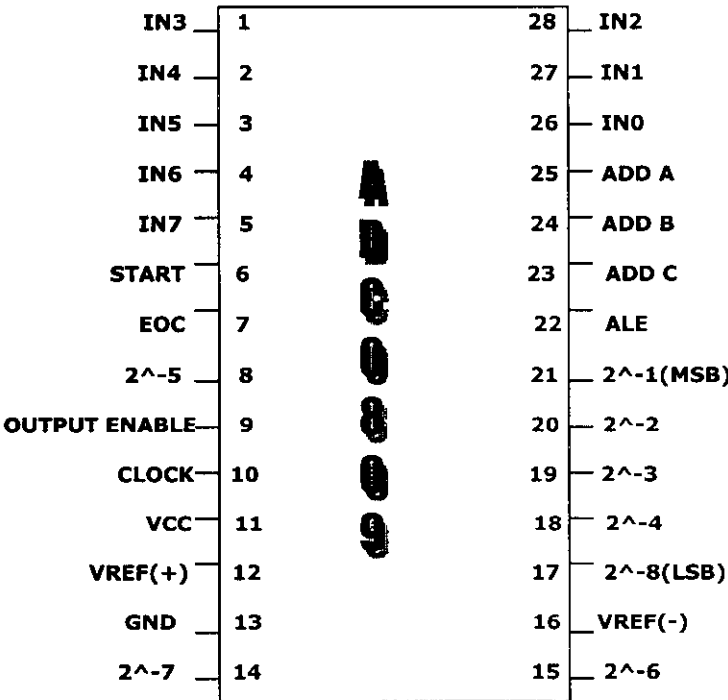 IN3 1 28 IN2
IN4 2 27 IN1
IN5 3 26 IN0
IN6 4 25 ADD A
IN7 5 24 ADD B
START 6 23 ADD C
EOC 7 22 ALE
2^-5 8 21 2^-1(MSB)
OUTPUT ENABLE 9 20 2^-2
CLOCK 10 19 2^-3
VCC 11 18 2^-4
VREF(+) 12 17 2^-8(LSB)
GND 13 16 VREF(-)
2^-7 14 15 2^-6
ADC0809